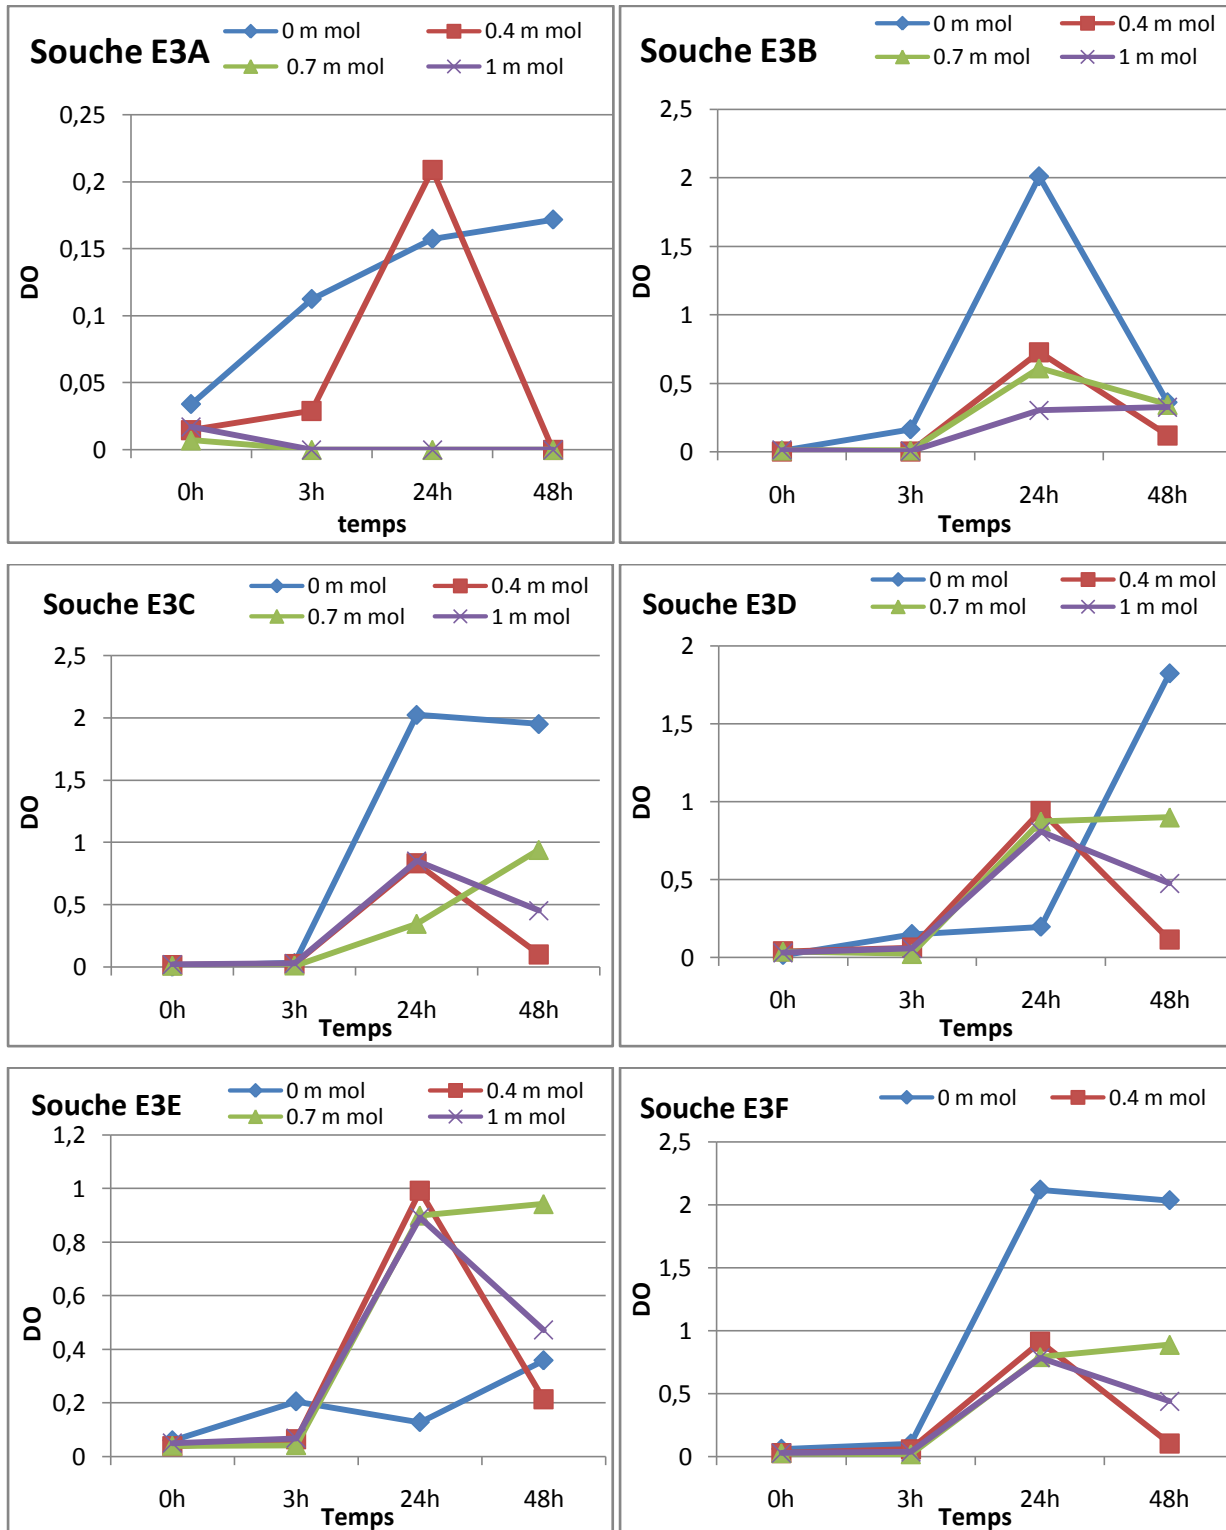 Souche E3A
0 m mol
0.4 m mol
0.7 m mol
1 m mol
0,25
0,2
0,15
0,1
0,05
0
DO
0h
3h
24h
48h
temps
Souche E3B
0 m mol
0.4 m mol
0.7 m mol
1 m mol
2,5
2
1,5
1
0,5
0
DO
0h
3h
24h
48h
Temps
Souche E3C
0 m mol
0.4 m mol
0.7 m mol
1 m mol
2,5
2
1,5
1
0,5
0
DO
0h
3h
24h
48h
Temps
Souche E3D
0 m mol
0.4 m mol
0.7 m mol
1 m mol
2
1,5
1
0,5
0
DO
0h
3h
24h
48h
Temps
Souche E3E
0 m mol
0.4 m mol
0.7 m mol
1 m mol
1,2
1
0,8
0,6
0,4
0,2
0
DO
0h
3h
24h
48h
Temps
Souche E3F
0 m mol
0.4 m mol
2,5
2
1,5
1
0,5
0
DO
0h
3h
24h
48h
Temps